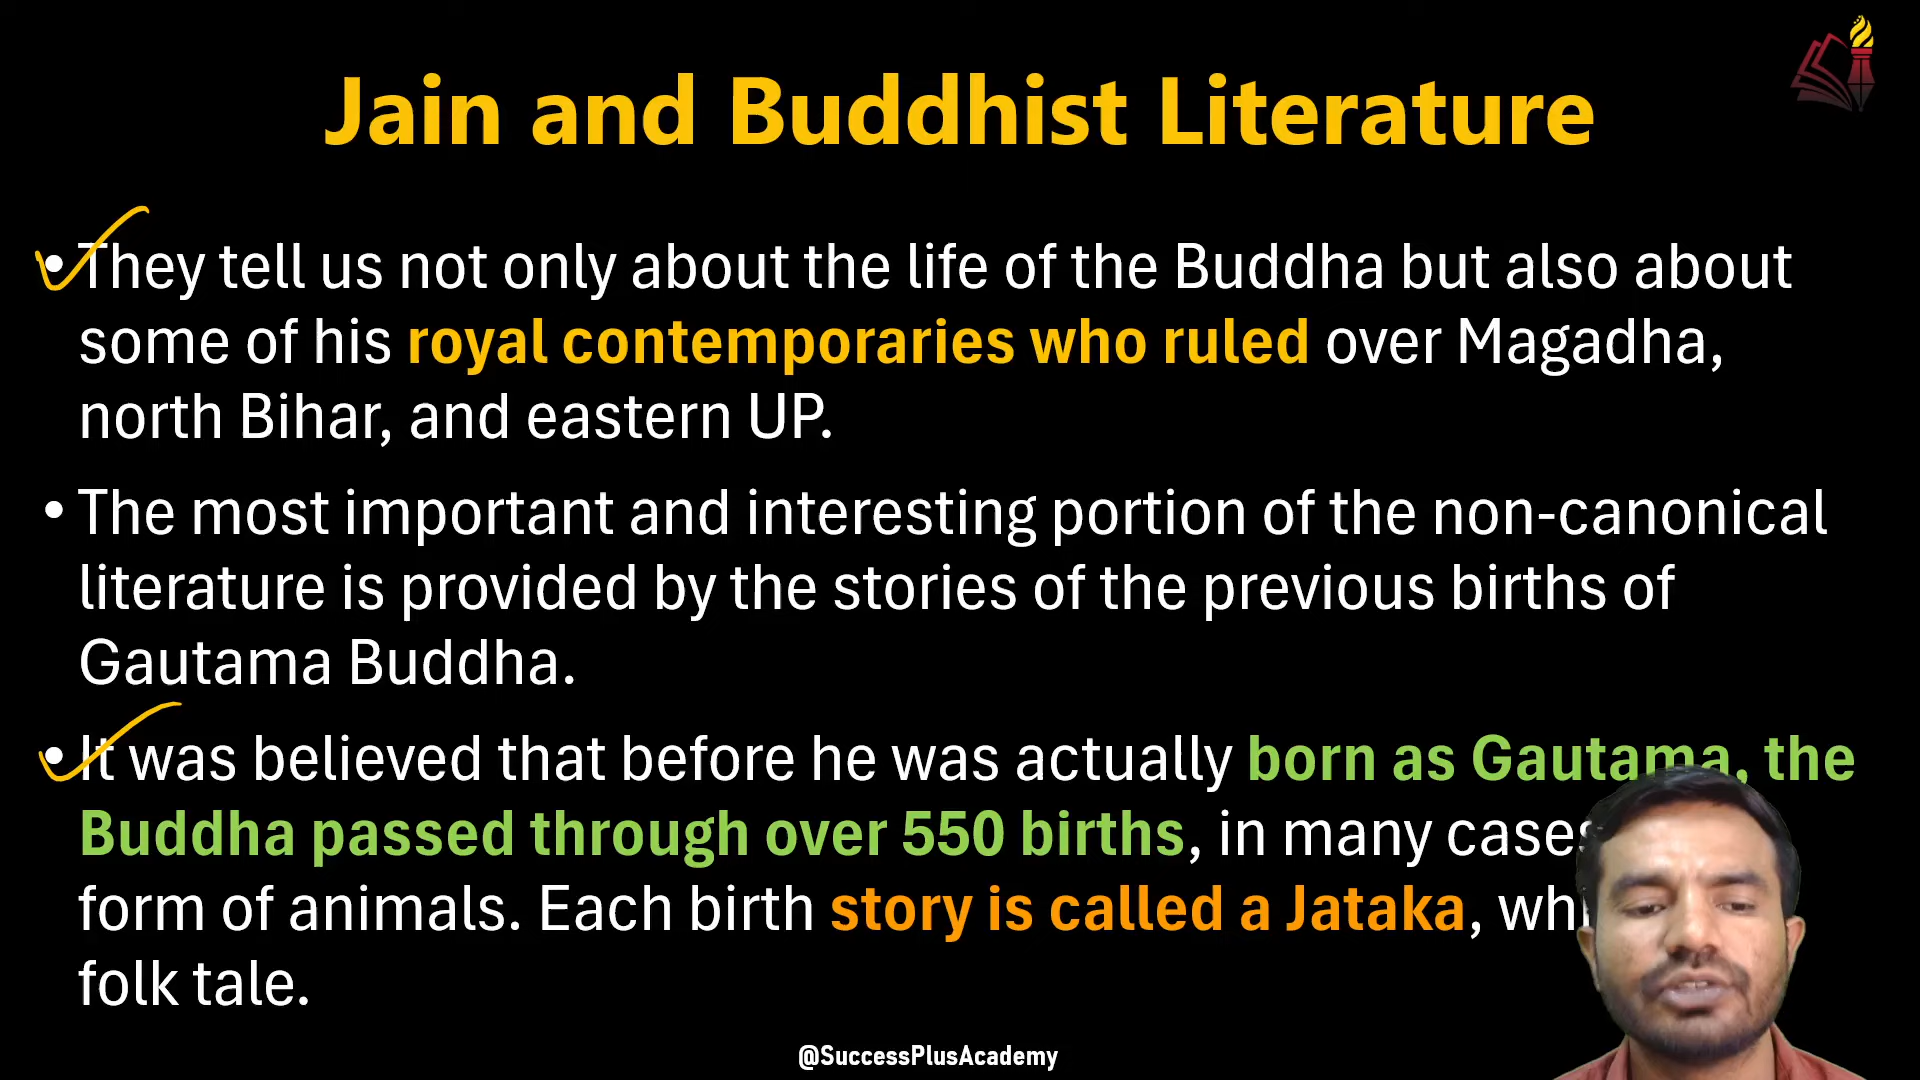 Jain and Buddhist Literature
• They tell us not only about the life of the Buddha but also about
some of his royal contemporaries who ruled over Magadha,
north Bihar, and eastern UP.
• The most important and interesting portion of the non-canonical
literature is provided by the stories of the previous births of
Gautama Buddha.
• It was believed that before he was actually born as Gautama, the
Buddha passed through over 550 births, in many cases
form of animals. Each birth story is called a Jataka,
folk tale.
@SuccessPlusAcademy